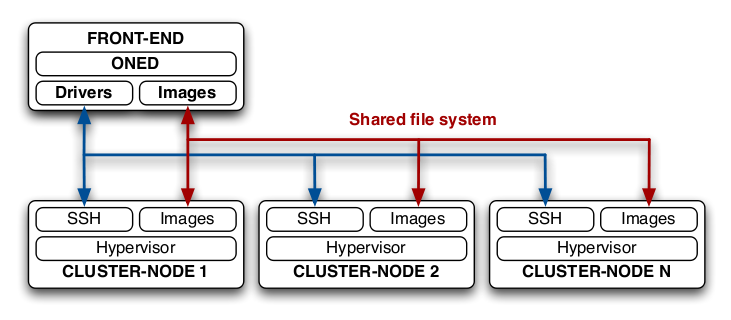 FRONT-END
ONED
Drivers Images
Shared file system
SSH Images SSH Images SSH Images
Hypervisor Hypervisor Hypervisor
CLUSTER-NODE 1 CLUSTER-NODE 2 CLUSTER-NODE N